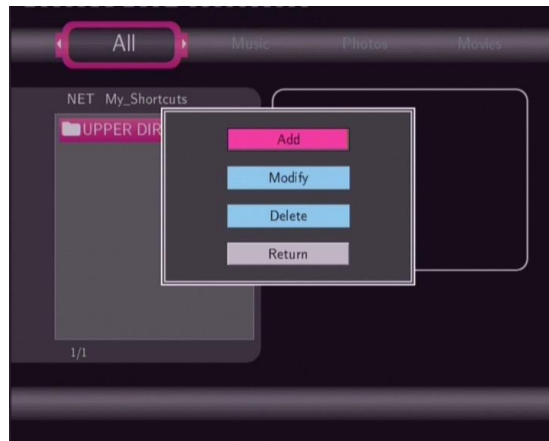 All Music Photos Movies
NET My_Shortcuts
UPPER DIR
Add
Modify
Delete
Return
1/1